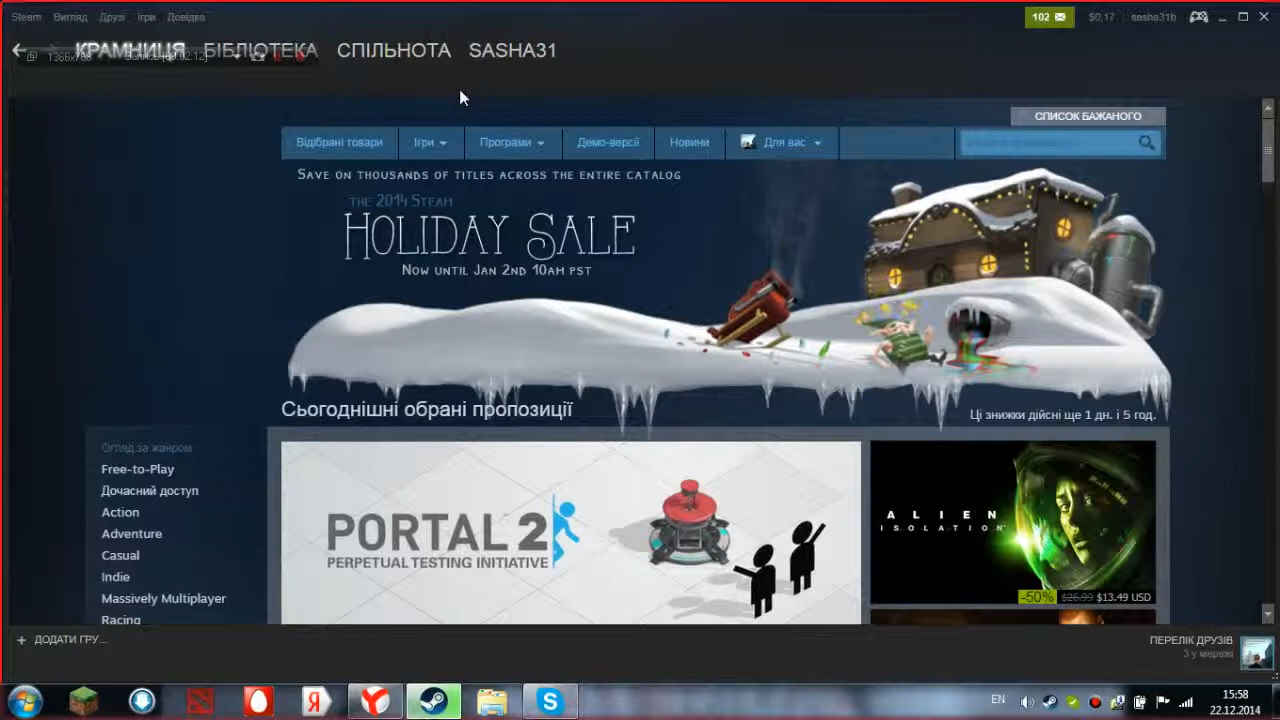 Steam Вигляд Друзі Ігри Довідка
102 $0,17 sasha31b
КРАМНИЦЯ БІБЛІОТЕКА СПІЛЬНОТА SASHA31
СПИСОК БАЖАНОГО
Відібрані товари Ігри Програми Демо-версії Новини Для вас
SAVE ON THOUSANDS OF TITLES ACROSS THE ENTIRE CATALOG
THE 2014 STEAM
HOLIDAY SALE
NOW UNTIL JAN 2ND 10AM PST
Сьогоднішні обрані пропозиції
Ці знижки дійсні ще 1 дн. і 5 год.
Огляд за жанром
Free-to-Play
Дочасний доступ
Action
Adventure
Casual
Indie
Massively Multiplayer
Racing
PORTAL 2
PERPETUAL TESTING INITIATIVE
ALIEN
ISOLATION
-50% $26,99 $13.49 USD
+ ДОДАТИ ГРУ...
ПЕРЕЛІК ДРУЗІВ
3 у мережі
EN
15:58
22.12.2014